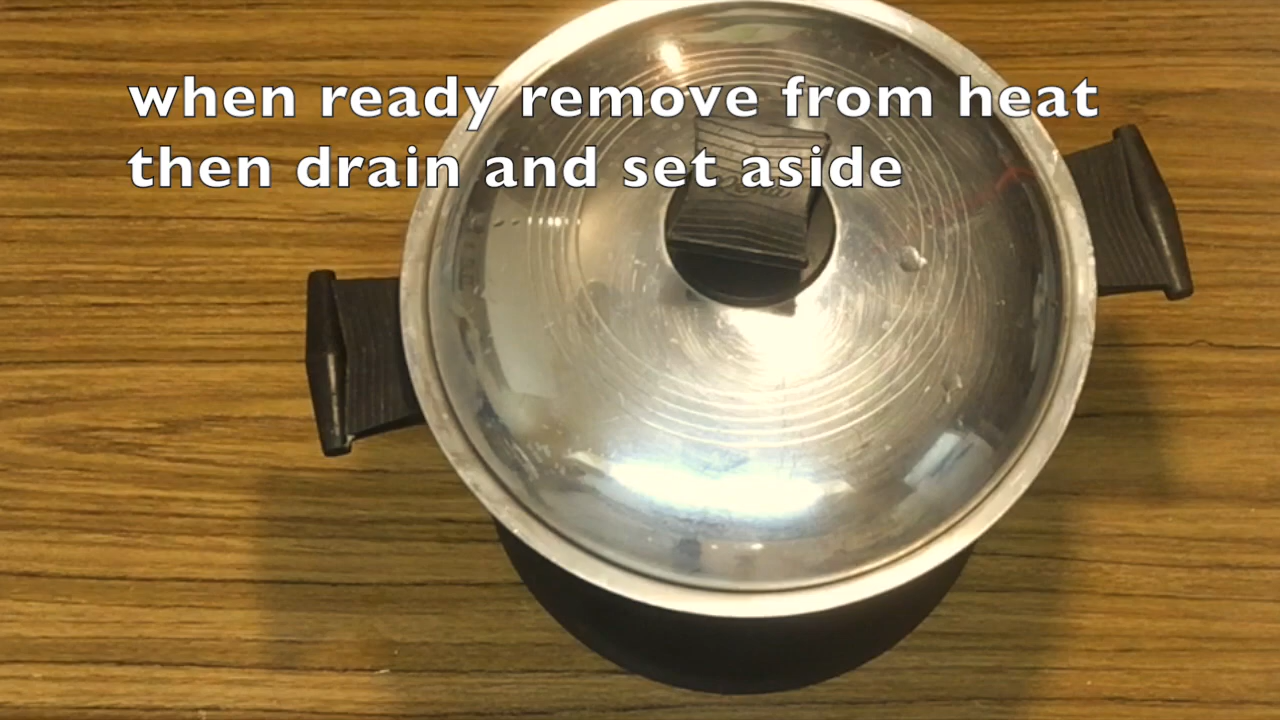 when ready remove from heat
then drain and set aside